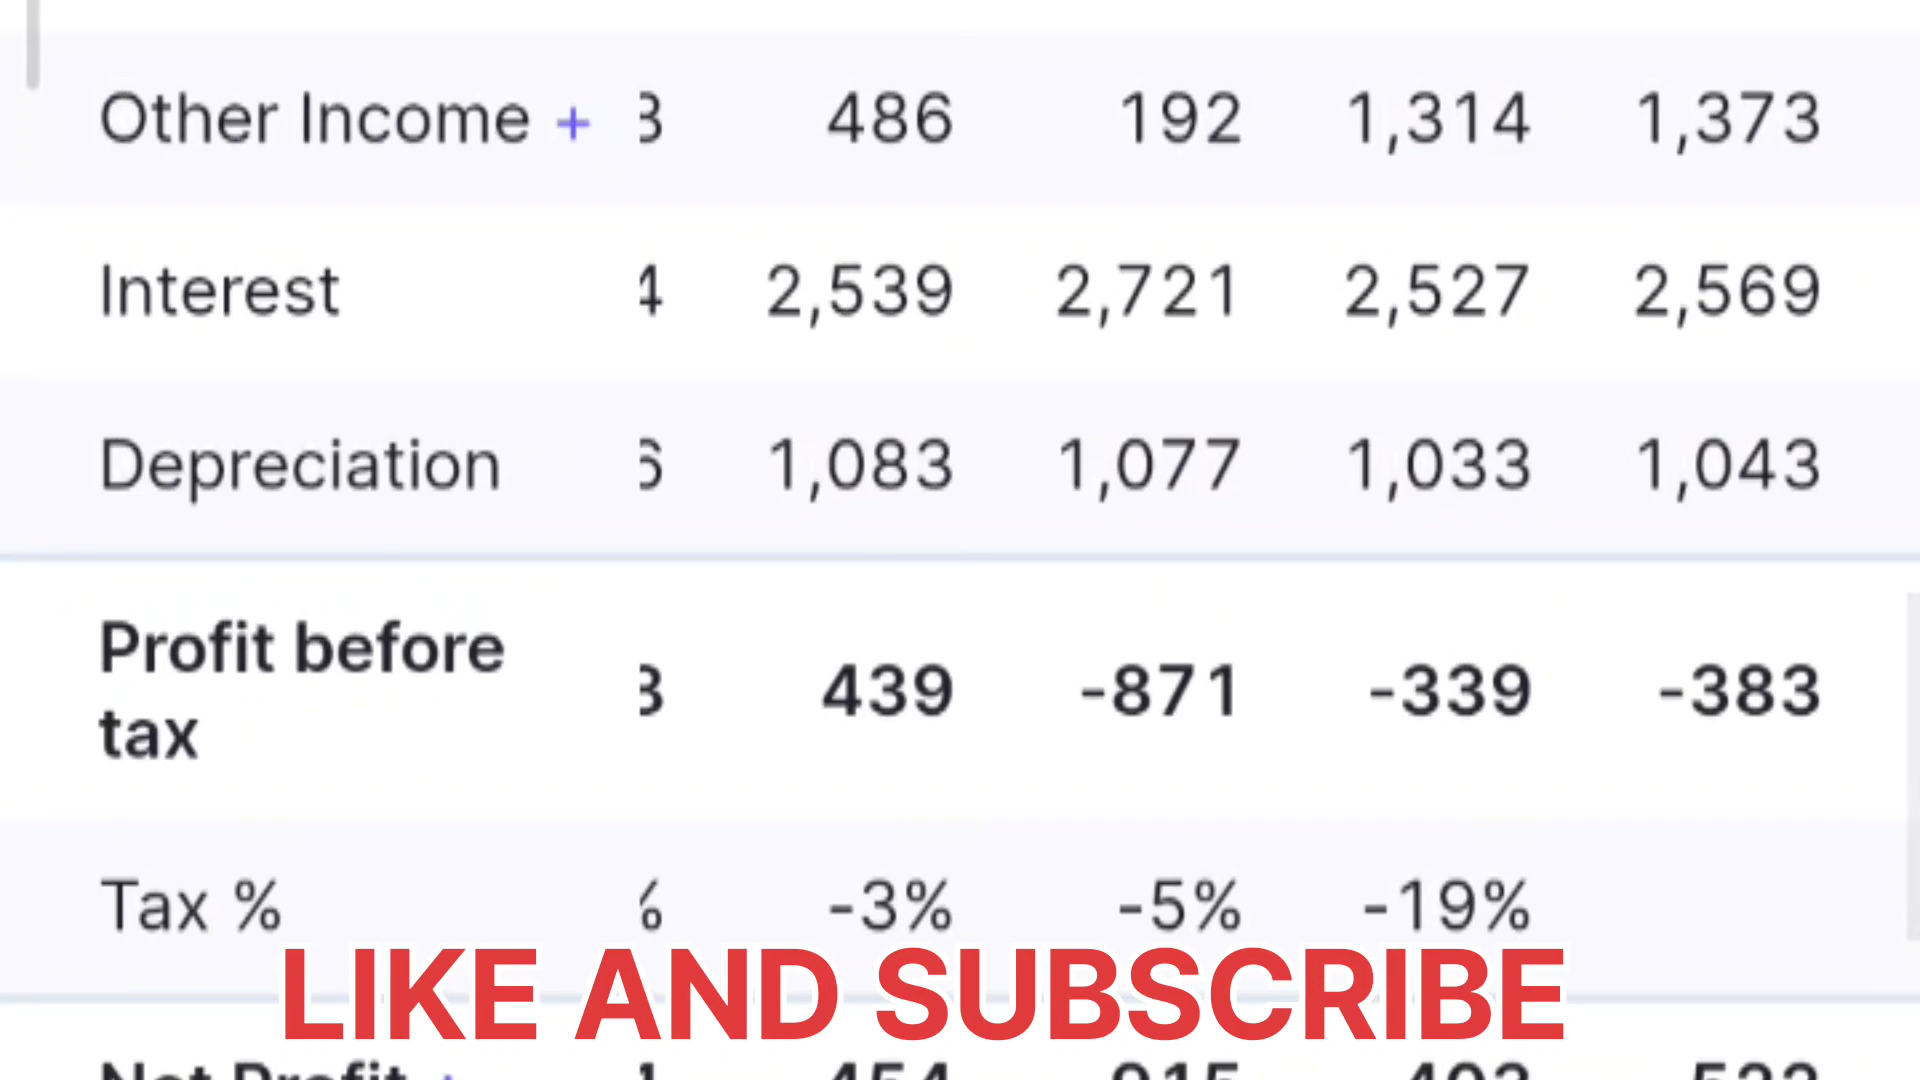 Other Income + 486 192 1,314 1,373
Interest 2,539 2,721 2,527 2,569
Depreciation 1,083 1,077 1,033 1,043
Profit before
tax 439 -871 -339 -383
Tax % % -3% -5% -19%
LIKE AND SUBSCRIBE
Net Profit +